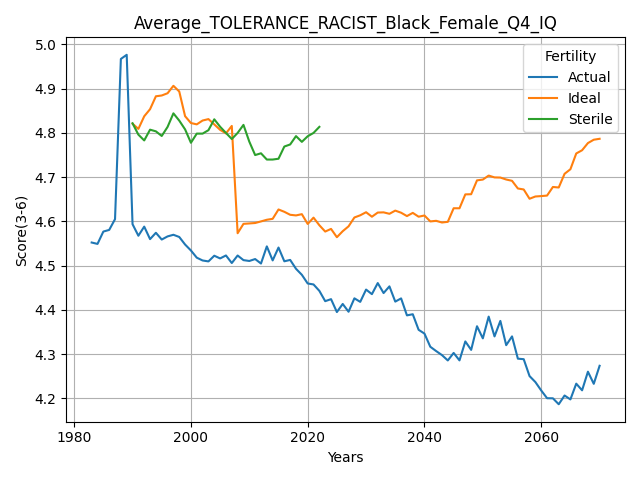 Average_TOLERANCE_RACIST_Black_Female_Q4_IQ
Fertility
Actual
Ideal
Sterile
Score(3-6)
5.0
4.9
4.8
4.7
4.6
4.5
4.4
4.3
4.2
1980
2000
2020
2040
2060
Years